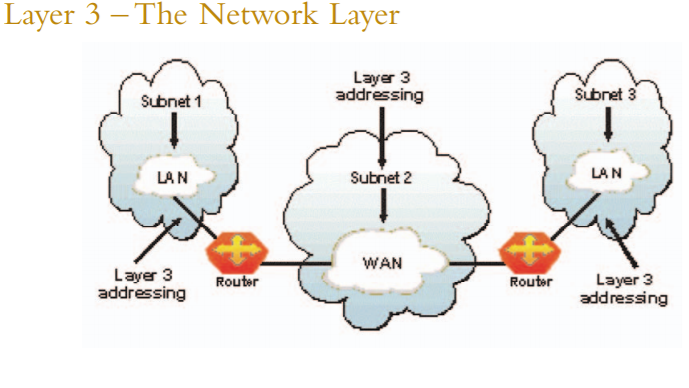 Layer 3 – The Network Layer
Layer 3
addressing
Subnet 1
Subnet 3
Subnet 2
LAN
LAN
WAN
Layer 3
addressing
Router
Router
Layer 3
addressing